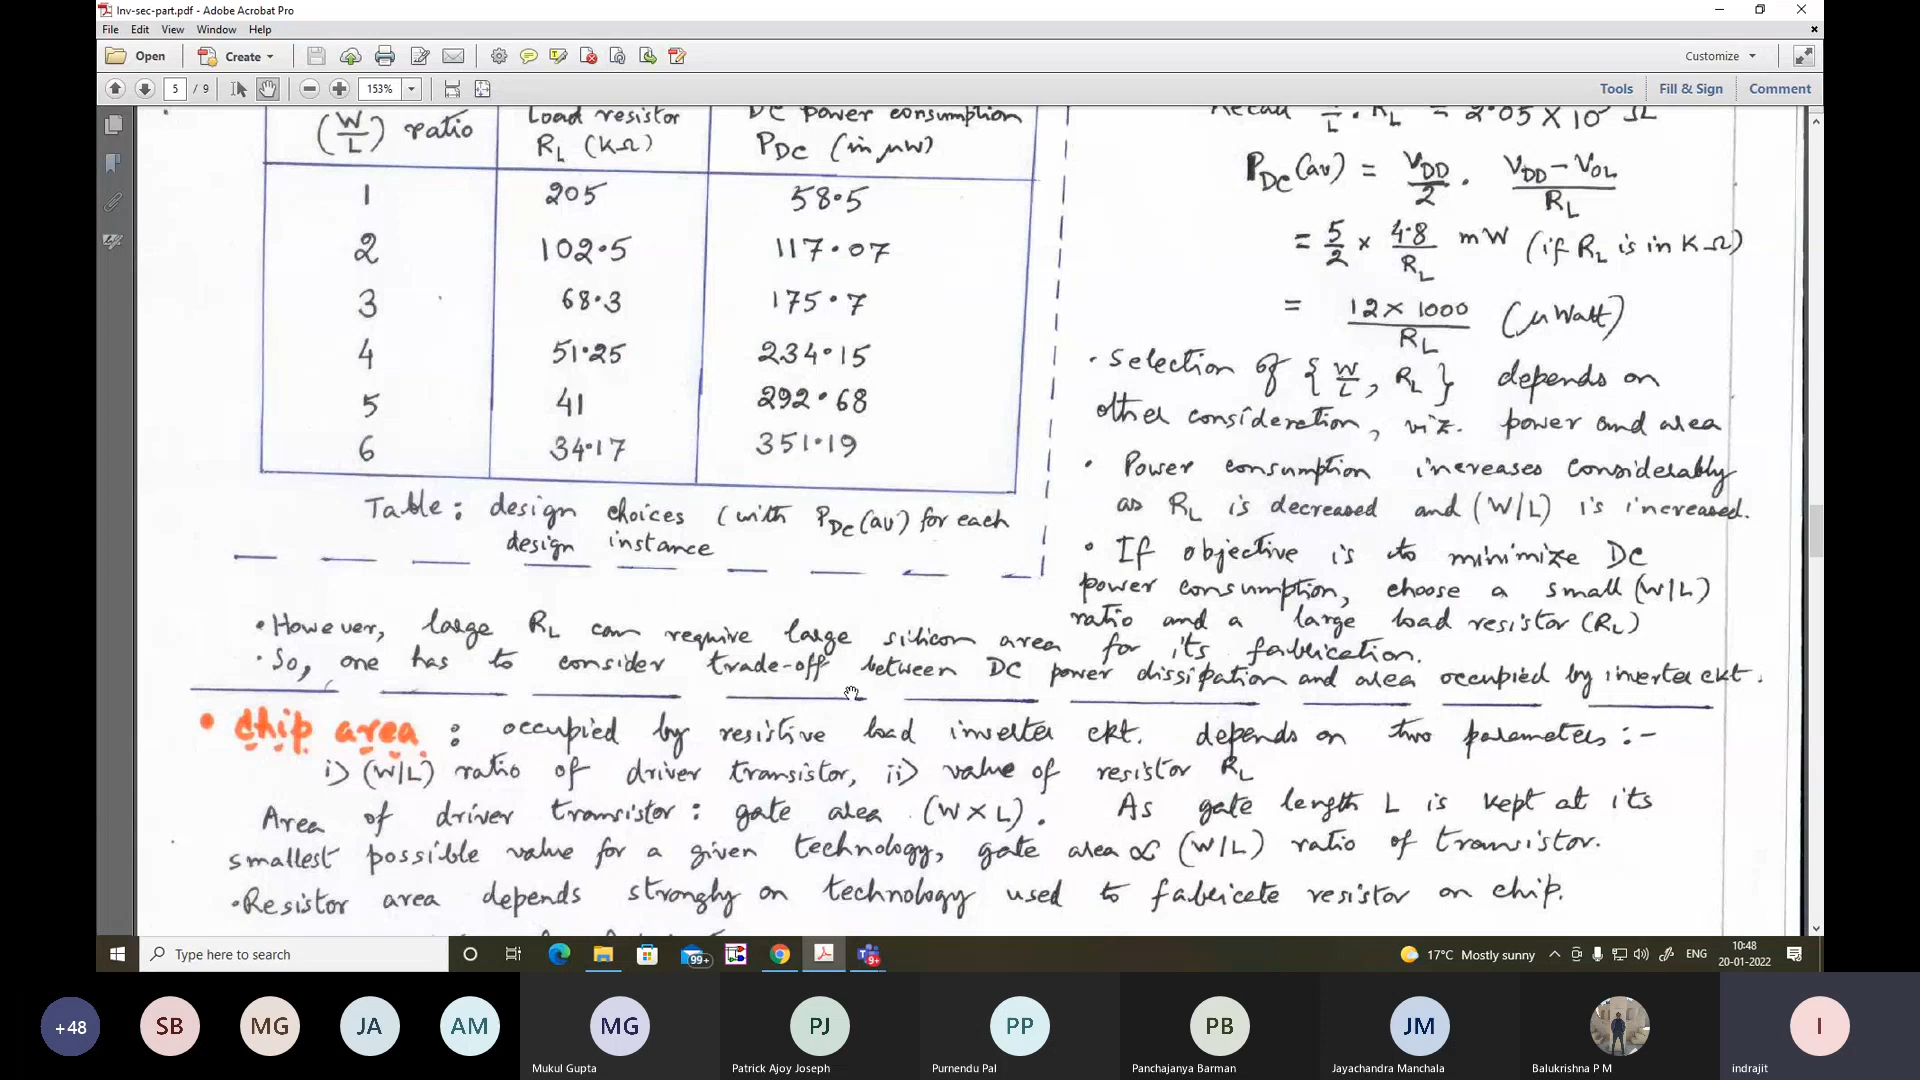 Inv-sec-part.pdf - Adobe Acrobat Pro
File Edit View Window Help
Open Create Customize
5 / 9 153% Tools Fill & Sign Comment
(W/L) ratio
Load resistor
RL (KΩ)
DC power consumption
PDC (in μW)
1 205 58.5
2 102.5 117.07
3 68.3 175.7
4 51.25 234.15
5 41 292.68
6 34.17 351.19
Table: design choices (with PDC(av) for each
design instance
Recall
PDC(av) = VDD/2 . VDD-VOL/RL
= 5/2 × 4.8/RL mW (if RL is in KΩ)
= 12×1000/RL (μWatt)
• Selection of {W/L, RL} depends on
other consideration, viz. power and area
• Power consumption increases considerably
as RL is decreased and (W/L) is increased.
• If objective is to minimize DC
power consumption, choose a small (W/L)
ratio and a large load resistor (RL)
• However, large RL can require large silicon area for its fabrication.
• So, one has to consider trade-off between DC power dissipation and area occupied by inverter ckt.
• Chip area : occupied by resistive load inverter ckt. depends on two parameters :-
i) (W/L) ratio of driver transistor, ii) value of resistor RL
Area of driver transistor: gate area (W×L). As gate length L is kept at its
smallest possible value for a given technology, gate area ∝ (W/L) ratio of transistor.
• Resistor area depends strongly on technology used to fabricate resistor on chip.
Type here to search 99+ 9+ 17°C Mostly sunny ENG 10:48
20-01-2022
+48 SB MG JA AM MG PJ PP PB JM I
Mukul Gupta Patrick Ajoy Joseph Purnendu Pal Panchajanya Barman Jayachandra Manchala Balukrishna P M indrajit